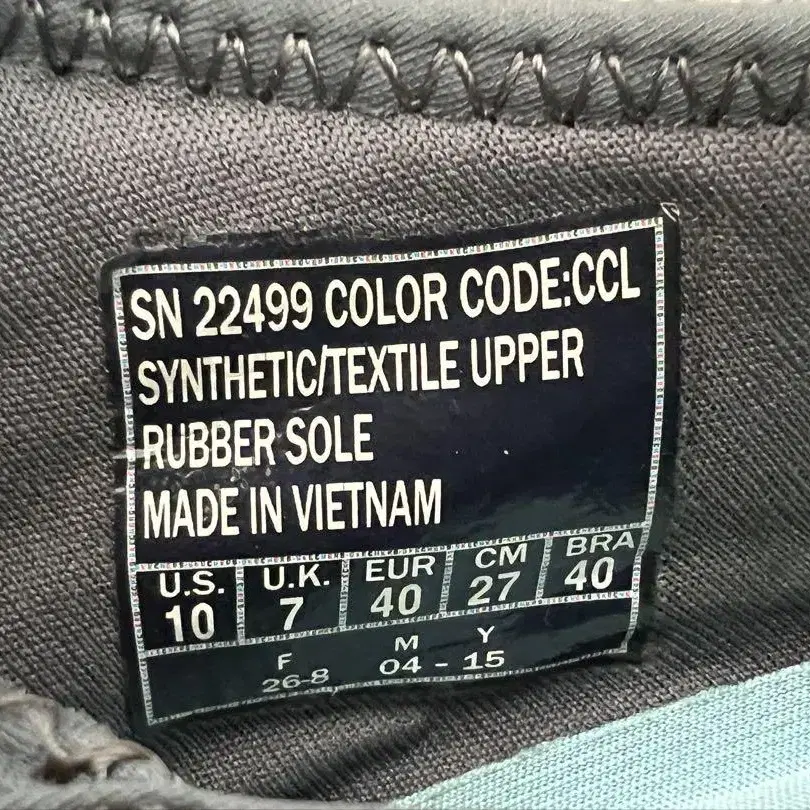 SN 22499 COLOR CODE:CCL
SYNTHETIC/TEXTILE UPPER
RUBBER SOLE
MADE IN VIETNAM
U.S. U.K. EUR CM BRA
10 7 40 27 40
F M Y
26-8 04 - 15